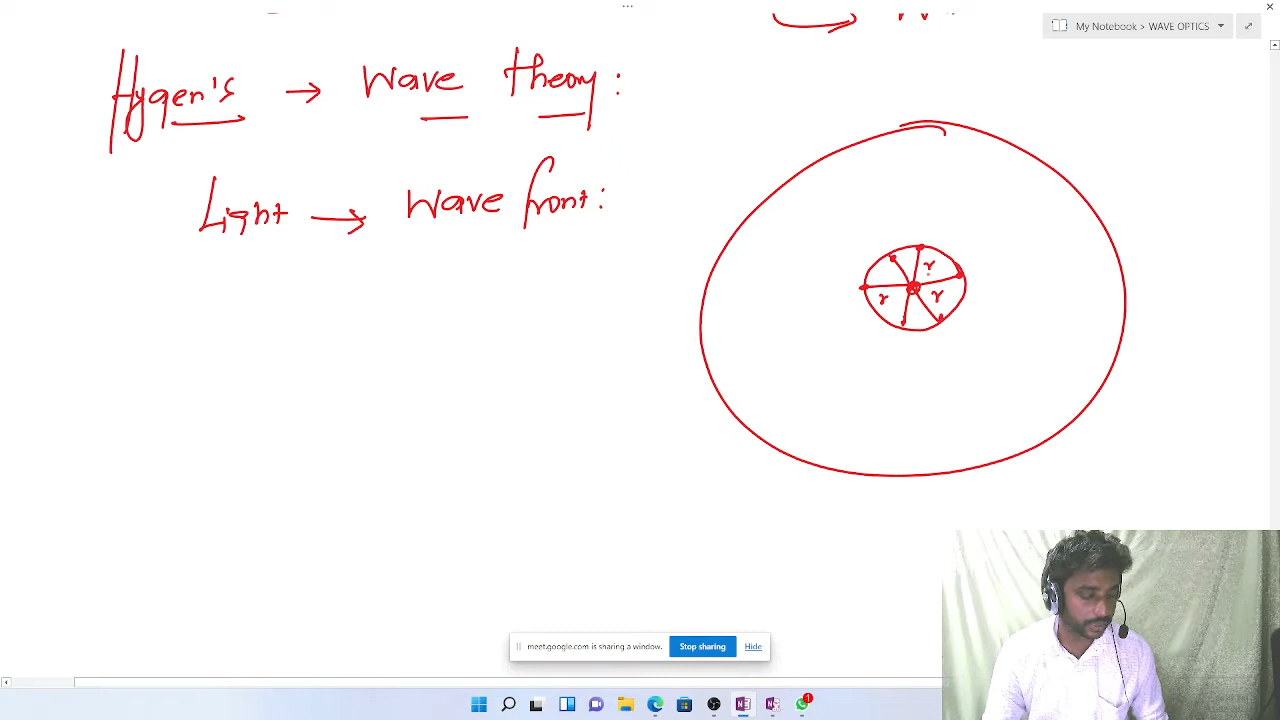 My Notebook > WAVE OPTICS
Hygen's → Wave theory :
Light → Wave front :
r
r r
meet.google.com is sharing a window. Stop sharing Hide
1